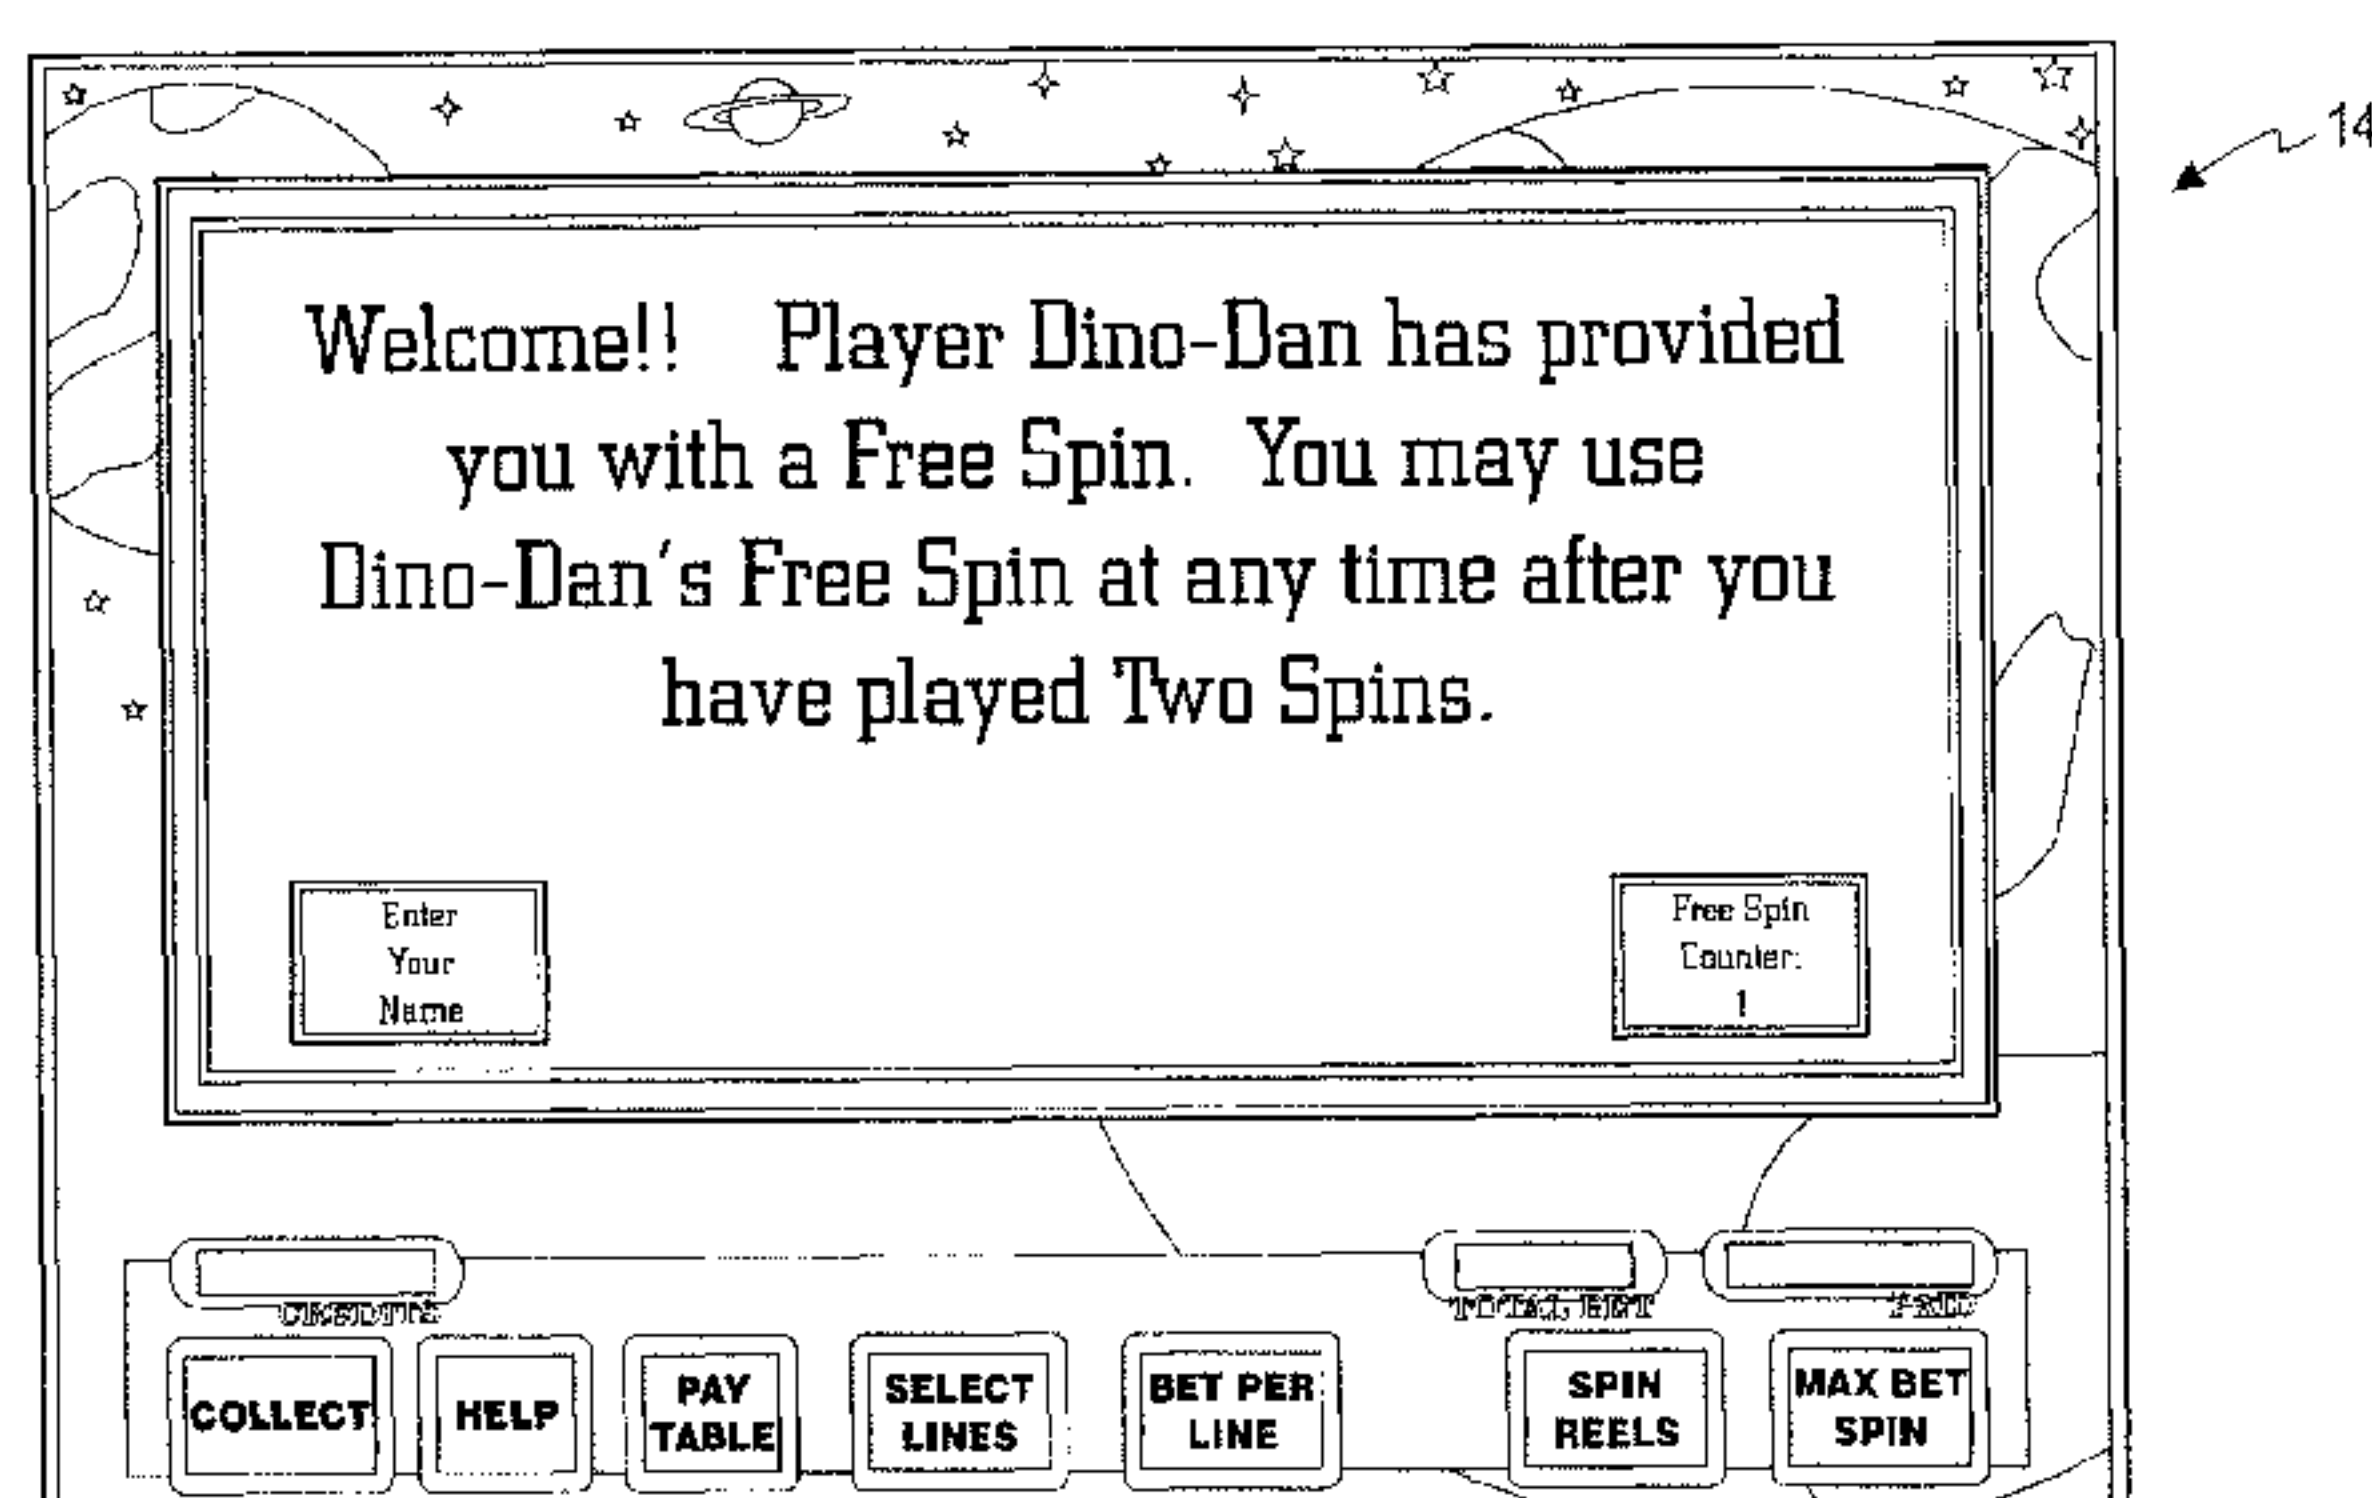 14
Welcome!! Player Dino-Dan has provided
you with a Free Spin. You may use
Dino-Dan's Free Spin at any time after you
have played Two Spins.
Enter
Your
Name
Free Spin
Counter:
1
CREDITS
TOTAL BET
PAID
COLLECT
HELP
PAY
TABLE
SELECT
LINES
BET PER
LINE
SPIN
REELS
MAX BET
SPIN